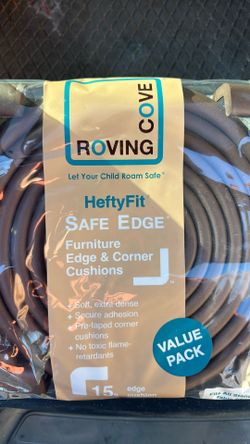 ROVING
COVE
Let Your Child Roam Safe
HeftyFit
SAFE EDGE
Furniture
Edge & Corner
Cushions
Soft, extra dense
Secure adhesion
Pre-taped corner
cushions
No toxic flame-
retardants
VALUE
PACK
15
edge
cushion